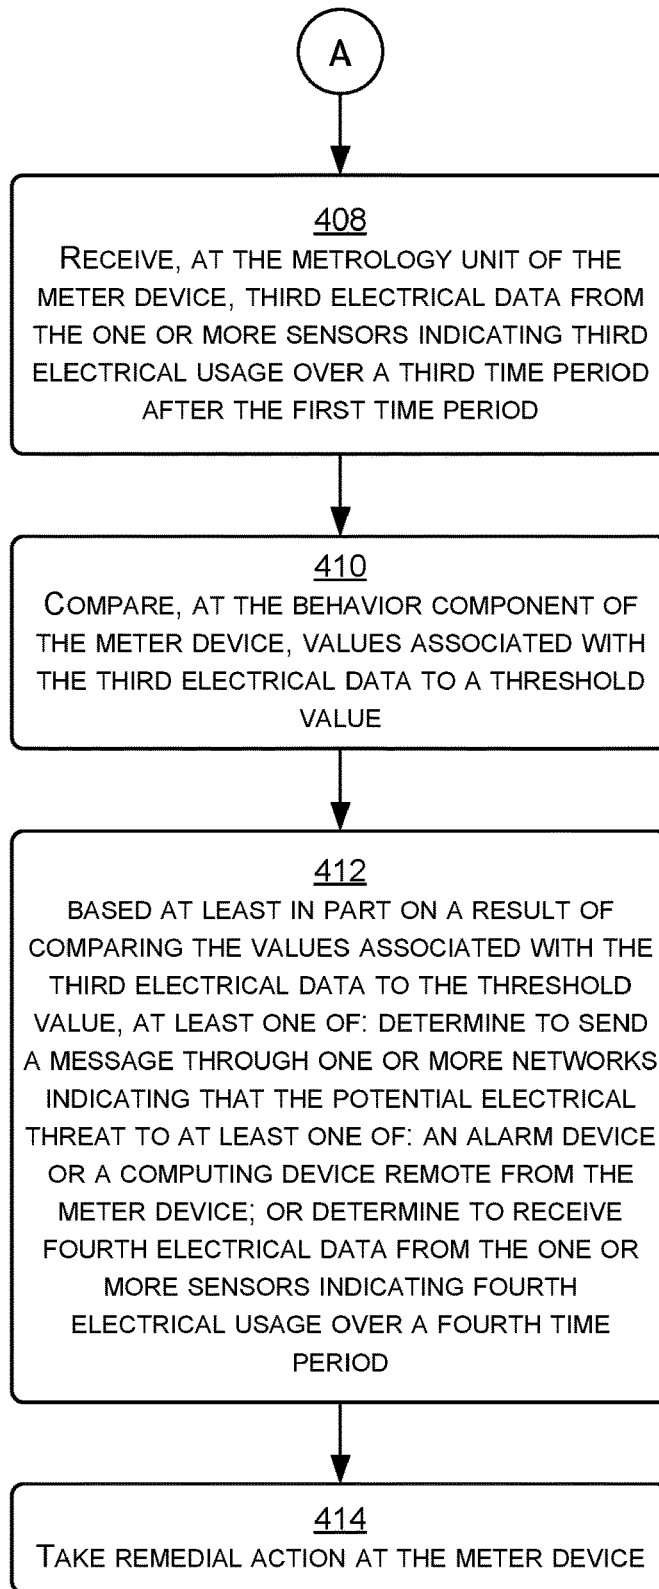 A
408
RECEIVE, AT THE METROLOGY UNIT OF THE
METER DEVICE, THIRD ELECTRICAL DATA FROM
THE ONE OR MORE SENSORS INDICATING THIRD
ELECTRICAL USAGE OVER A THIRD TIME PERIOD
AFTER THE FIRST TIME PERIOD
410
COMPARE, AT THE BEHAVIOR COMPONENT OF
THE METER DEVICE, VALUES ASSOCIATED WITH
THE THIRD ELECTRICAL DATA TO A THRESHOLD
VALUE
412
BASED AT LEAST IN PART ON A RESULT OF
COMPARING THE VALUES ASSOCIATED WITH THE
THIRD ELECTRICAL DATA TO THE THRESHOLD
VALUE, AT LEAST ONE OF: DETERMINE TO SEND
A MESSAGE THROUGH ONE OR MORE NETWORKS
INDICATING THAT THE POTENTIAL ELECTRICAL
THREAT TO AT LEAST ONE OF: AN ALARM DEVICE
OR A COMPUTING DEVICE REMOTE FROM THE
METER DEVICE; OR DETERMINE TO RECEIVE
FOURTH ELECTRICAL DATA FROM THE ONE OR
MORE SENSORS INDICATING FOURTH
ELECTRICAL USAGE OVER A FOURTH TIME
PERIOD
414
TAKE REMEDIAL ACTION AT THE METER DEVICE